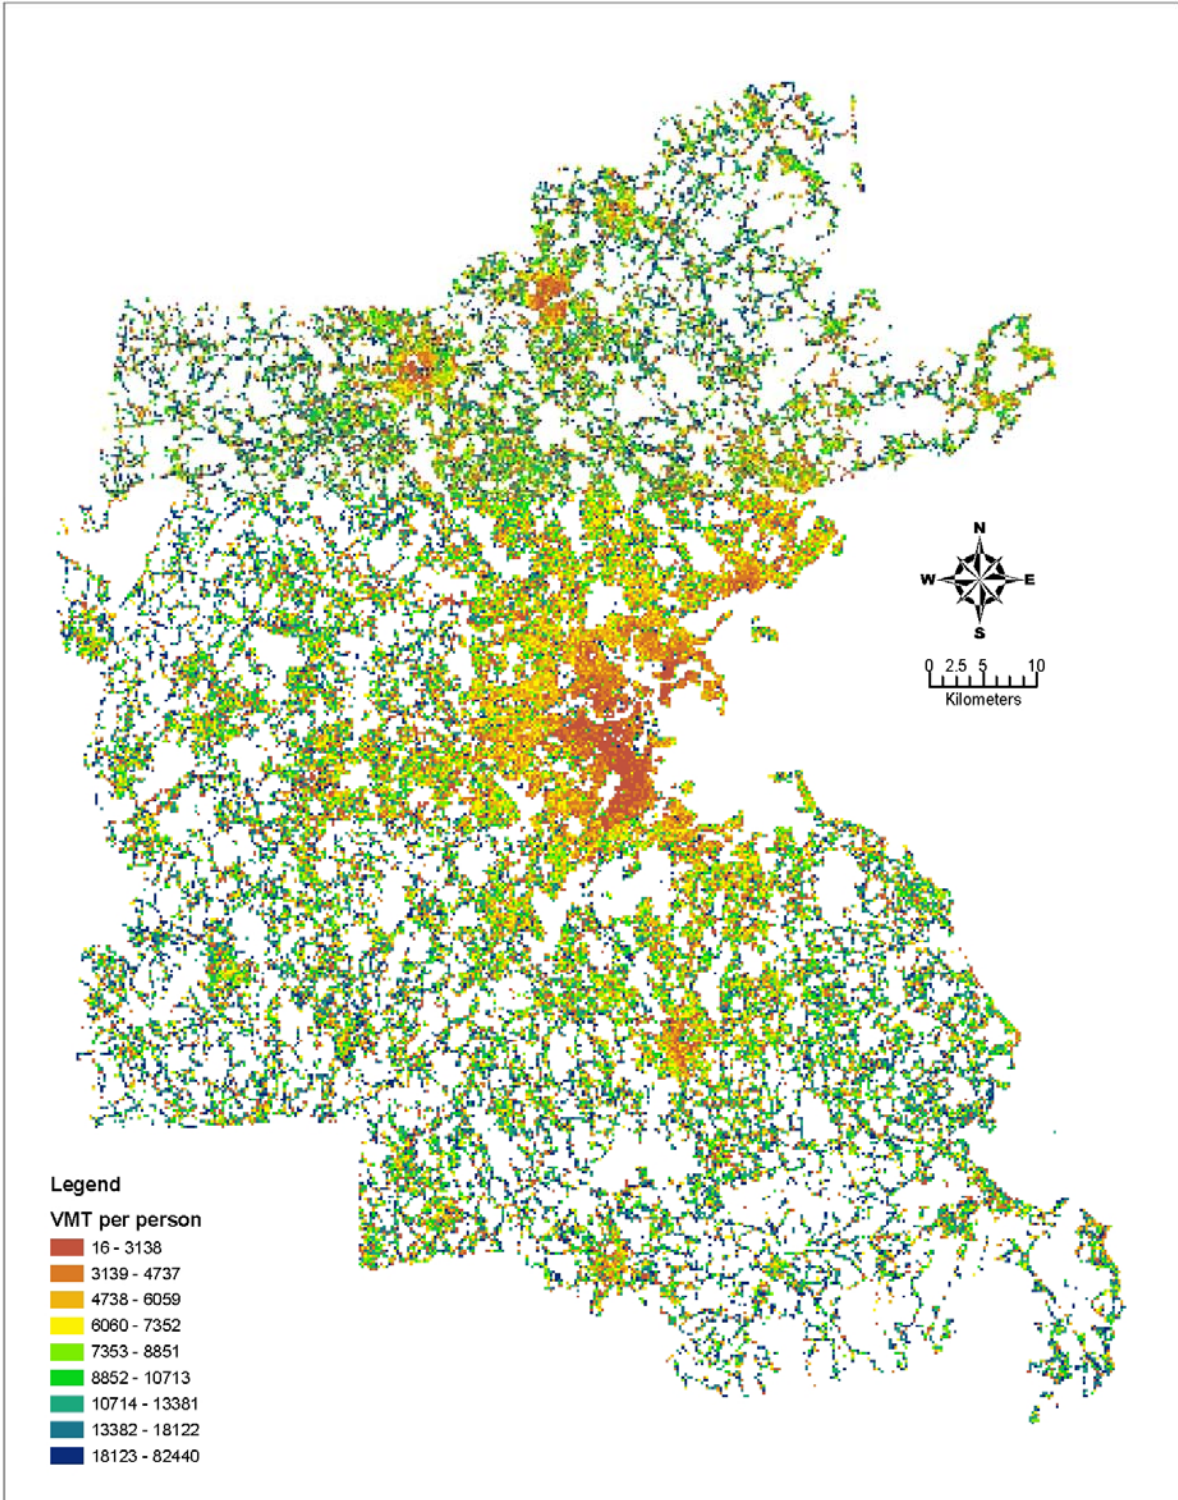 N
W E
S
0 2.5 5 10
Kilometers
Legend
VMT per person
16 - 3138
3139 - 4737
4738 - 6059
6060 - 7352
7353 - 8851
8852 - 10713
10714 - 13381
13382 - 18122
18123 - 82440